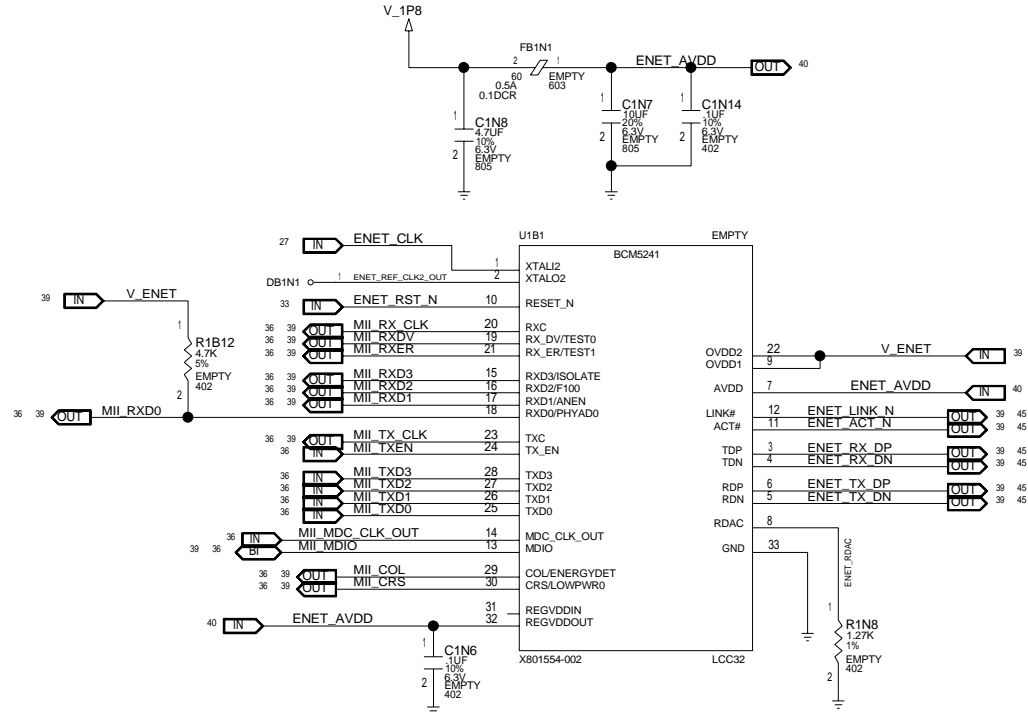 V_1P8
FB1N1
2 1 ENET_AVDD OUT 40
60 EMPTY
0.5A 603
0.1DCR
1 C1N8
4.7UF
10%
6.3V
2 EMPTY
805
1 C1N7
10UF
20%
6.3V
2 EMPTY
805
1 C1N14
.1UF
10%
6.3V
2 EMPTY
402
U1B1 EMPTY
BCM5241
27 IN ENET_CLK 1 XTALI2
DB1N1 1 ENET_REF_CLK2_OUT 2 XTALO2
39 IN V_ENET
33 IN ENET_RST_N 10 RESET_N
36 39 OUT MII_RX_CLK 20 RXC
36 39 OUT MII_RXDV 19 RX_DV/TEST0
36 39 OUT MII_RXER 21 RX_ER/TEST1
1 R1B12
4.7K
5%
EMPTY
2 402
36 39 OUT MII_RXD3 15 RXD3/ISOLATE
36 39 OUT MII_RXD2 16 RXD2/F100
36 39 OUT MII_RXD1 17 RXD1/ANEN
36 39 OUT MII_RXD0 18 RXD0/PHYAD0
36 39 OUT MII_TX_CLK 23 TXC
36 IN MII_TXEN 24 TX_EN
36 IN MII_TXD3 28 TXD3
36 IN MII_TXD2 27 TXD2
36 IN MII_TXD1 26 TXD1
36 IN MII_TXD0 25 TXD0
36 IN MII_MDC_CLK_OUT 14 MDC_CLK_OUT
39 36 BI MII_MDIO 13 MDIO
36 39 OUT MII_COL 29 COL/ENERGYDET
36 39 OUT MII_CRS 30 CRS/LOWPWR0
31 REGVDDIN
40 IN ENET_AVDD 32 REGVDDOUT
1 C1N6
.1UF
10%
6.3V
2 EMPTY
402
OVDD2 22 V_ENET IN 39
OVDD1 9
AVDD 7 ENET_AVDD IN 40
LINK# 12 ENET_LINK_N OUT 39 45
ACT# 11 ENET_ACT_N OUT 39 45
TDP 3 ENET_RX_DP OUT 39 45
TDN 4 ENET_RX_DN OUT 39 45
RDP 6 ENET_TX_DP OUT 39 45
RDN 5 ENET_TX_DN OUT 39 45
RDAC 8
GND 33
ENET_RDAC
1 R1N8
1.27K
1%
EMPTY
2 402
X801554-002 LCC32